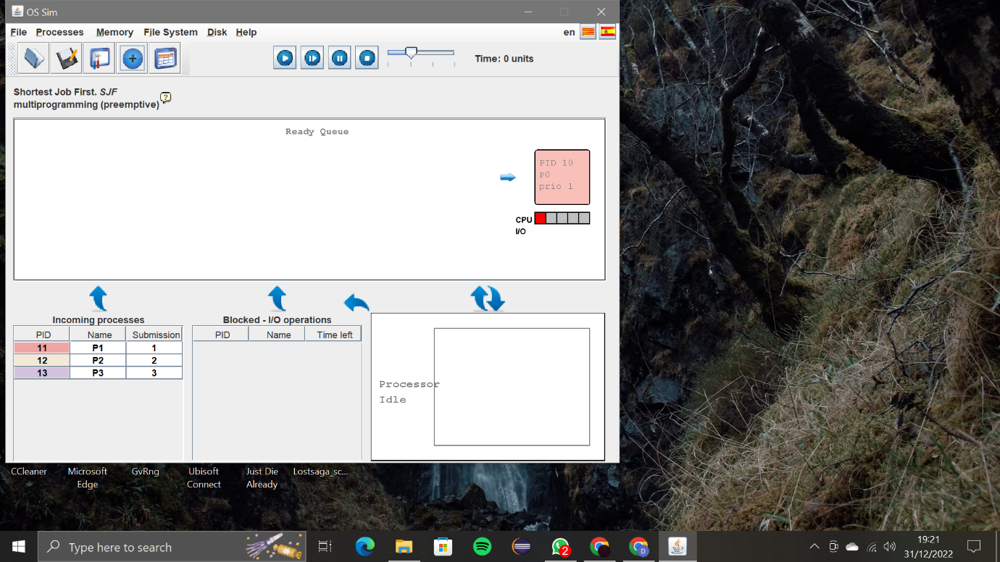 OS Sim
File Processes Memory File System Disk Help en
Time: 0 units
Shortest Job First. SJF
multiprogramming (preemptive)
?
Ready Queue
PID 10
P0
prio 1
CPU
I/O
Incoming processes
PID Name Submission
11 P1 1
12 P2 2
13 P3 3
Blocked - I/O operations
PID Name Time left
Processor
Idle
CCleaner
Microsoft
Edge
GvRng
Ubisoft
Connect
Just Die
Already
Lostsaga_sc...
Type here to search
2
D
19:21
31/12/2022